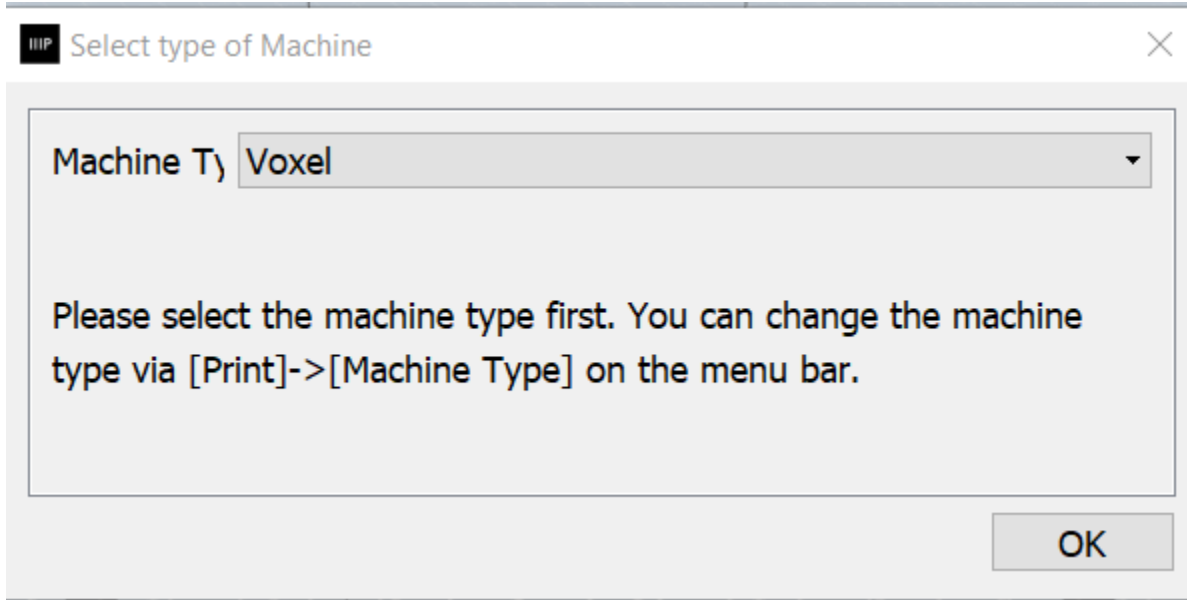 IIIP Select type of Machine
Machine Ty Voxel
Please select the machine type first. You can change the machine
type via [Print]->[Machine Type] on the menu bar.
OK